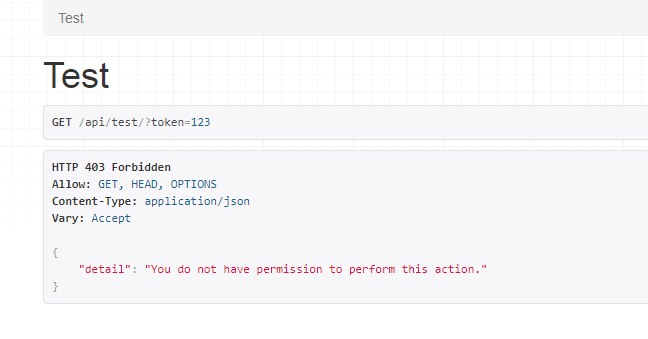 Test
Test
GET /api/test/?token=123
HTTP 403 Forbidden
Allow: GET, HEAD, OPTIONS
Content-Type: application/json
Vary: Accept
{
    "detail": "You do not have permission to perform this action."
}